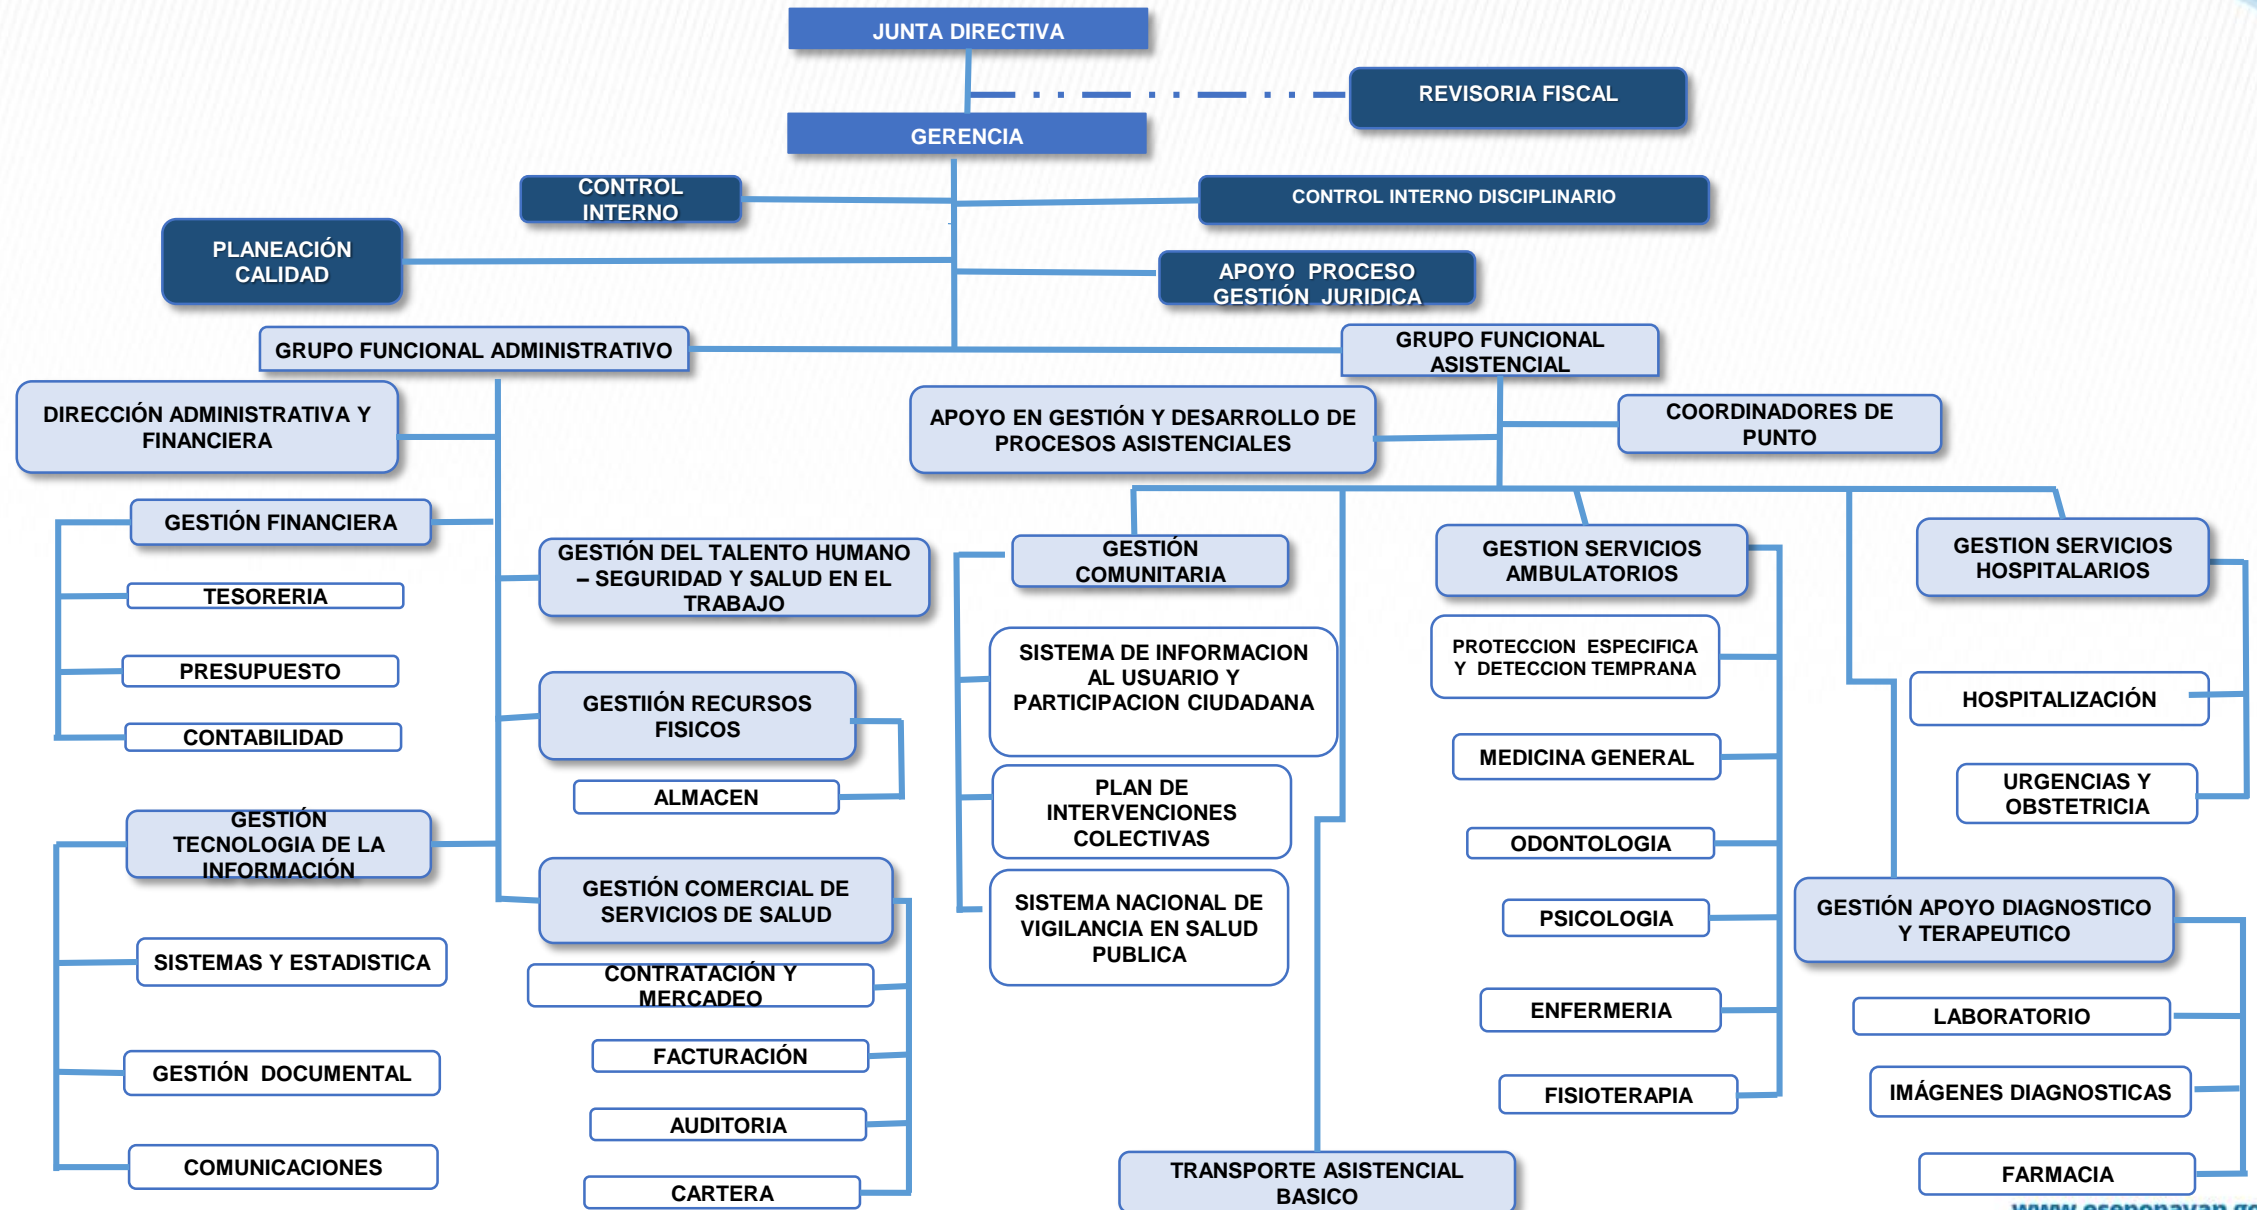 JUNTA DIRECTIVA
REVISORIA FISCAL
GERENCIA
CONTROL
INTERNO
CONTROL INTERNO DISCIPLINARIO
PLANEACIÓN
CALIDAD
APOYO PROCESO
GESTIÓN JURIDICA
GRUPO FUNCIONAL ADMINISTRATIVO
GRUPO FUNCIONAL
ASISTENCIAL
DIRECCIÓN ADMINISTRATIVA Y
FINANCIERA
APOYO EN GESTIÓN Y DESARROLLO DE
PROCESOS ASISTENCIALES
COORDINADORES DE
PUNTO
GESTIÓN FINANCIERA
TESORERIA
PRESUPUESTO
CONTABILIDAD
GESTIÓN
TECNOLOGIA DE LA
INFORMACIÓN
SISTEMAS Y ESTADISTICA
GESTIÓN DOCUMENTAL
COMUNICACIONES
GESTIÓN DEL TALENTO HUMANO
– SEGURIDAD Y SALUD EN EL
TRABAJO
GESTIIÓN RECURSOS
FISICOS
ALMACEN
GESTIÓN COMERCIAL DE
SERVICIOS DE SALUD
CONTRATACIÓN Y
MERCADEO
FACTURACIÓN
AUDITORIA
CARTERA
GESTIÓN
COMUNITARIA
SISTEMA DE INFORMACION
AL USUARIO Y
PARTICIPACION CIUDADANA
PLAN DE
INTERVENCIONES
COLECTIVAS
SISTEMA NACIONAL DE
VIGILANCIA EN SALUD
PUBLICA
TRANSPORTE ASISTENCIAL
BASICO
GESTION SERVICIOS
AMBULATORIOS
PROTECCION ESPECIFICA
Y DETECCION TEMPRANA
MEDICINA GENERAL
ODONTOLOGIA
PSICOLOGIA
ENFERMERIA
FISIOTERAPIA
GESTION SERVICIOS
HOSPITALARIOS
HOSPITALIZACIÓN
URGENCIAS Y
OBSTETRICIA
GESTIÓN APOYO DIAGNOSTICO
Y TERAPEUTICO
LABORATORIO
IMÁGENES DIAGNOSTICAS
FARMACIA